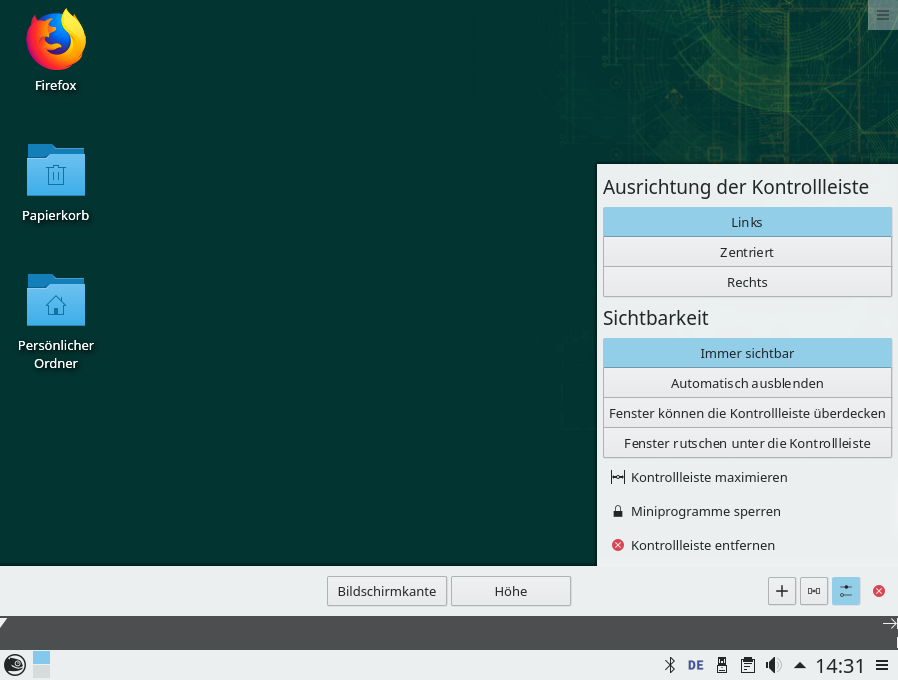 Firefox
Papierkorb
Persönlicher
Ordner
Ausrichtung der Kontrollleiste
Links
Zentriert
Rechts
Sichtbarkeit
Immer sichtbar
Automatisch ausblenden
Fenster können die Kontrollleiste überdecken
Fenster rutschen unter die Kontrollleiste
Kontrollleiste maximieren
Miniprogramme sperren
Kontrollleiste entfernen
Bildschirmkante
Höhe
DE
14:31